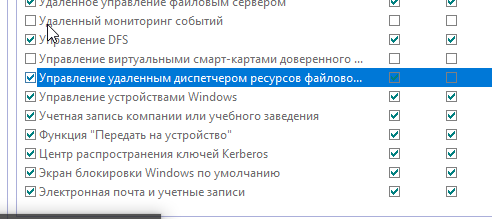 Удаленное управление файловым сервером
Удаленный мониторинг событий
Управление DFS
Управление виртуальными смарт-картами доверенного ...
Управление удаленным диспетчером ресурсов файлово...
Управление устройствами Windows
Учетная запись компании или учебного заведения
Функция "Передать на устройство"
Центр распространения ключей Kerberos
Экран блокировки Windows по умолчанию
Электронная почта и учетные записи